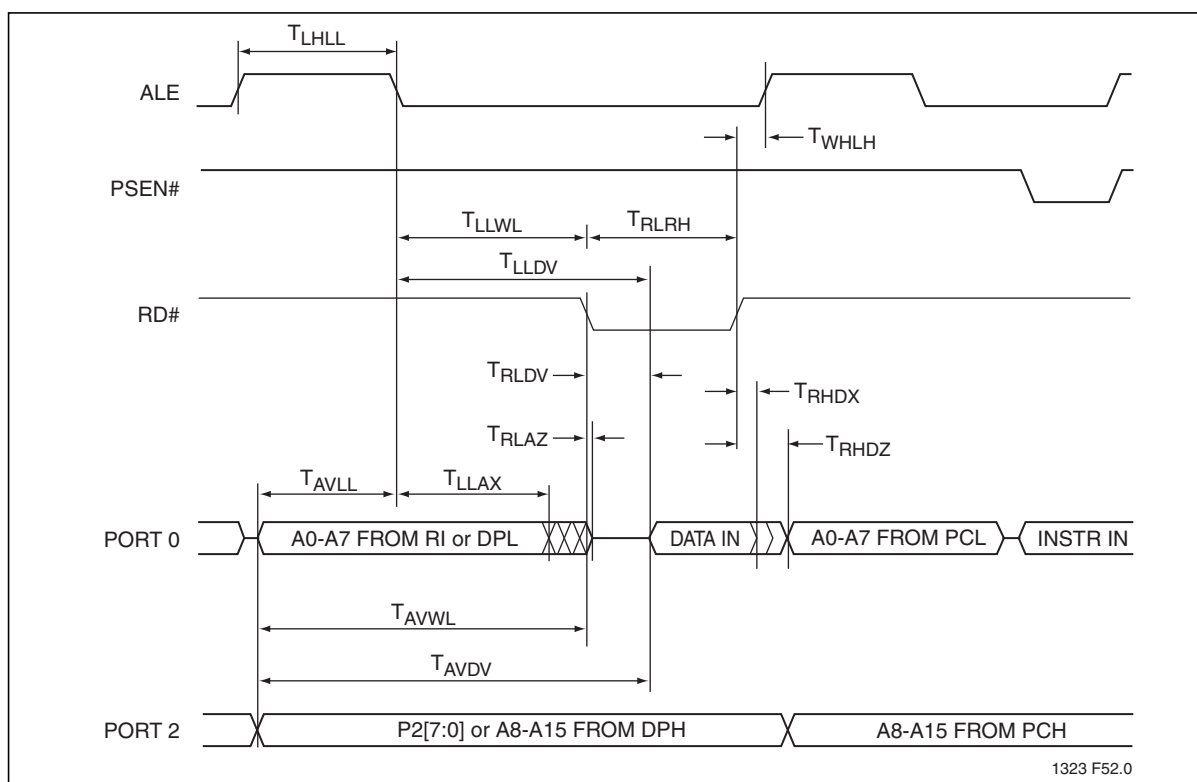 TLHLL
ALE
TWHLH
PSEN#
TLLWL TRLRH
TLLDV
RD#
TRLDV
TRHDX
TRLAZ
TRHDZ
TAVLL TLLAX
PORT 0 A0-A7 FROM RI or DPL DATA IN A0-A7 FROM PCL INSTR IN
TAVWL
TAVDV
PORT 2 P2[7:0] or A8-A15 FROM DPH A8-A15 FROM PCH
1323 F52.0